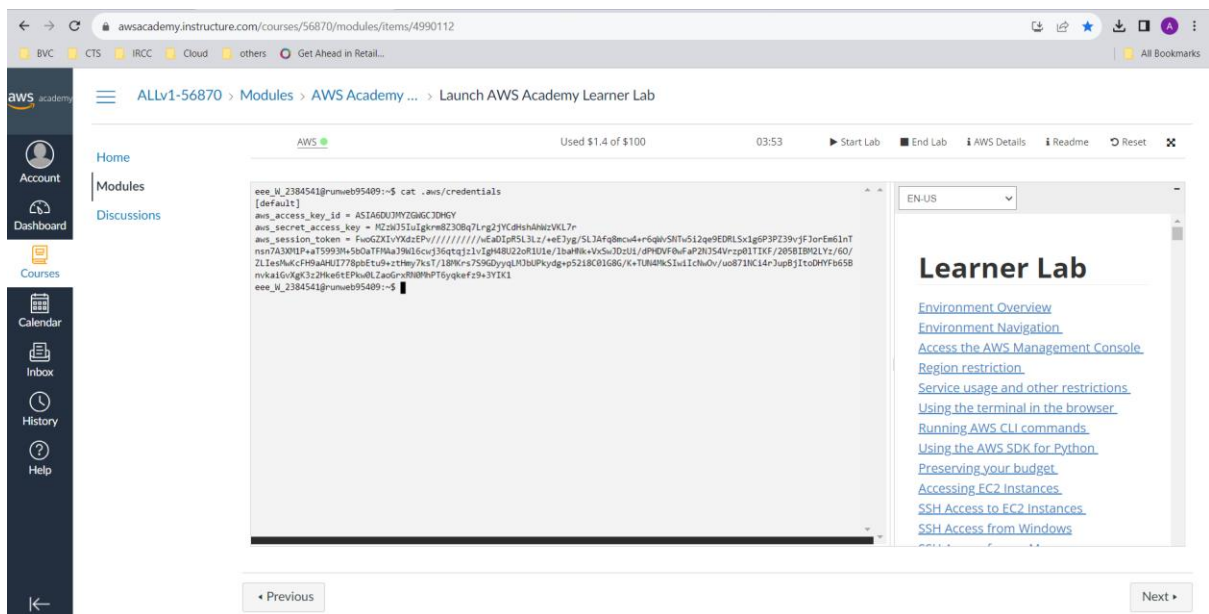 awsacademy.instructure.com/courses/56870/modules/items/4990112
A
BVC CTS IRCC Cloud others Get Ahead in Retail... All Bookmarks
aws academy
ALLv1-56870 › Modules › AWS Academy ... › Launch AWS Academy Learner Lab
Account
Dashboard
Courses
Calendar
Inbox
History
Help
Home
Modules
Discussions
AWS Used $1.4 of $100 03:53 Start Lab End Lab AWS Details Readme Reset
eee_W_2384541@runweb95409:~$ cat .aws/credentials
[default]
aws_access_key_id =
aws_secret_access_key =
aws_session_token =
eee_W_2384541@runweb95409:~$
EN-US
Learner Lab
Environment Overview
Environment Navigation
Access the AWS Management Console
Region restriction
Service usage and other restrictions
Using the terminal in the browser
Running AWS CLI commands
Using the AWS SDK for Python
Preserving your budget
Accessing EC2 Instances
SSH Access to EC2 Instances
SSH Access from Windows
Previous
Next